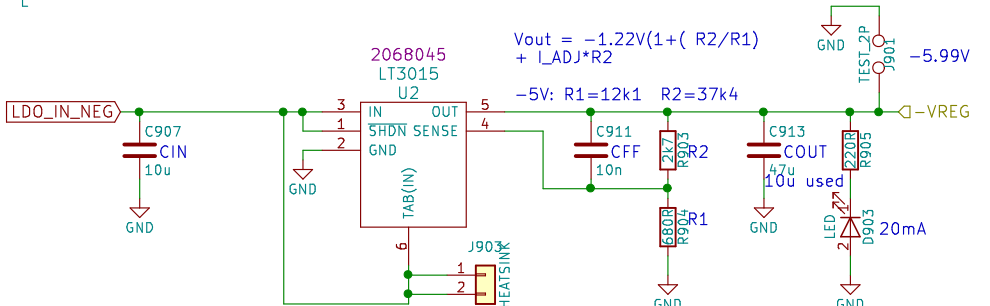 Vout = -1.22V(1+( R2/R1)
+ I_ADJ*R2
-5V: R1=12k1 R2=37k4
GND
TEST_2P
J901
-5.99V
2068045
LT3015
U2
LDO_IN_NEG
3 IN OUT 5
1 SHDN SENSE 4
2 GND
TAB(IN)
6
-VREG
C907
CIN
10u
GND
GND
C911
CFF
10n
2k7
R903
R2
680R
R904
R1
GND
C913
COUT
47u
10u used
GND
220R
R905
LED
1
2
D903
20mA
GND
J903
1
2
HEATSINK